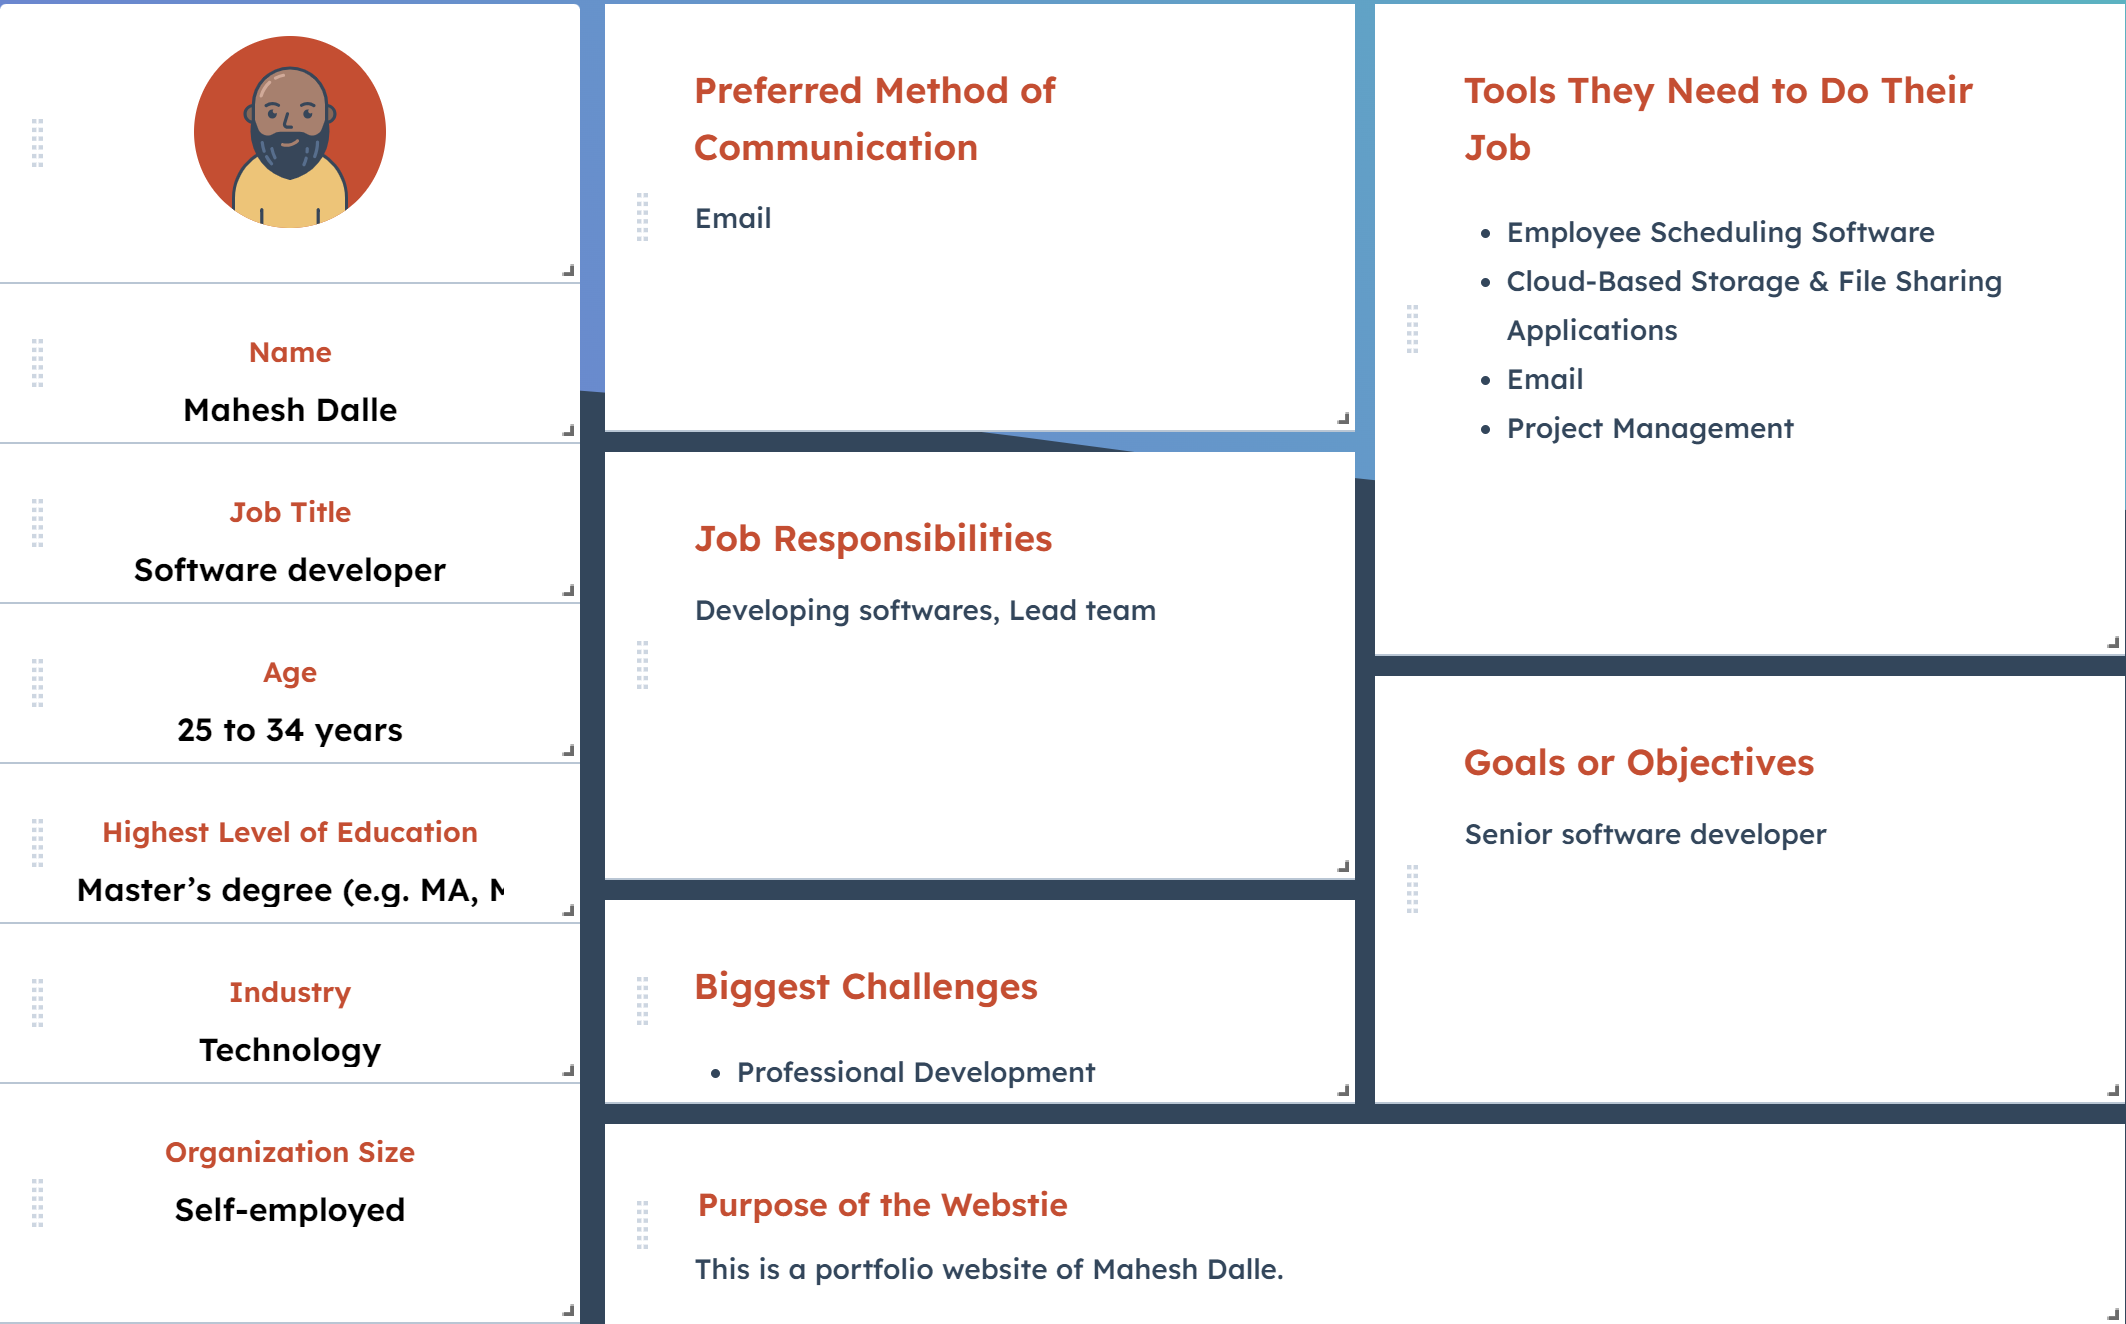 Name
Mahesh Dalle
Job Title
Software developer
Age
25 to 34 years
Highest Level of Education
Master’s degree (e.g. MA,
Industry
Technology
Organization Size
Self-employed
Preferred Method of
Communication
Email
Job Responsibilities
Developing softwares, Lead team
Biggest Challenges
• Professional Development
Tools They Need to Do Their
Job
• Employee Scheduling Software
• Cloud-Based Storage & File Sharing
Applications
• Email
• Project Management
Goals or Objectives
Senior software developer
Purpose of the Webstie
This is a portfolio website of Mahesh Dalle.